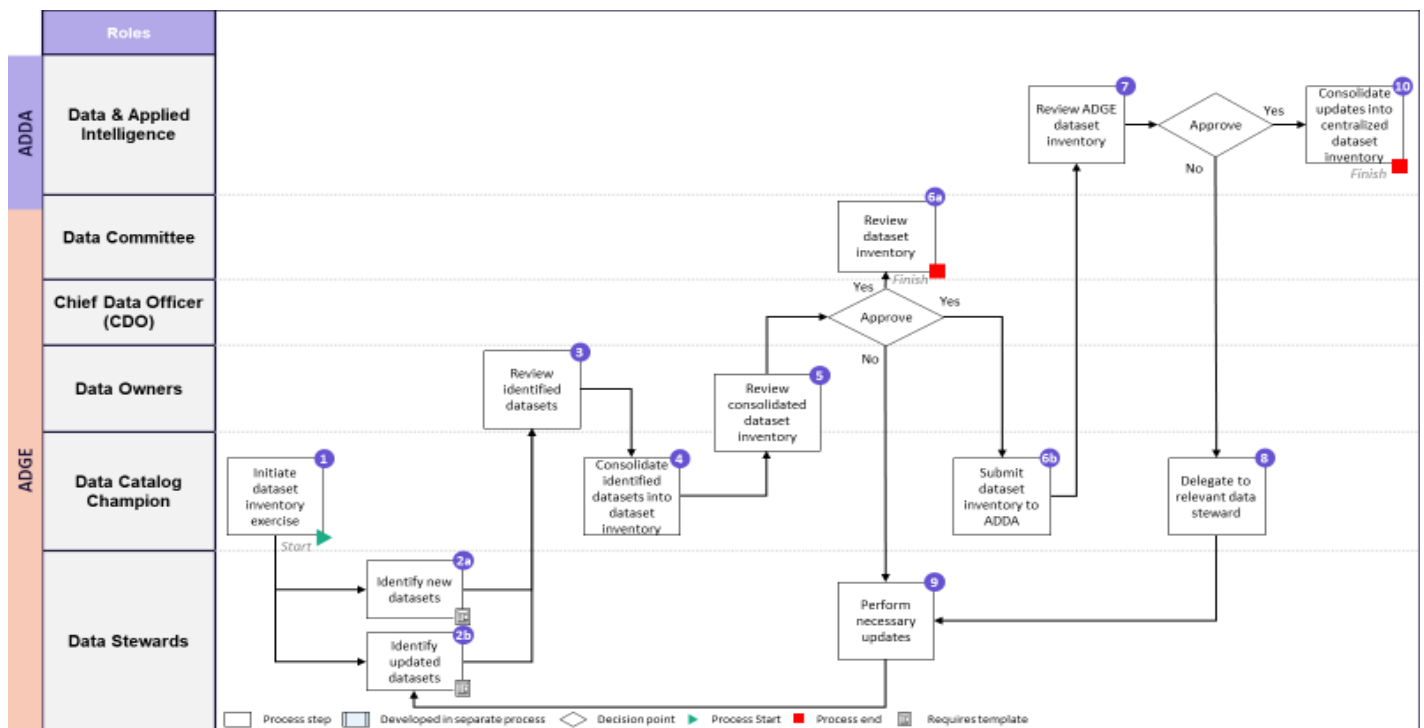 Roles
ADDA
Data & Applied
Intelligence
7
Review ADGE
dataset
inventory
Approve
Yes
No
10
Consolidate
updates into
centralized
dataset
inventory
Finish
ADGE
Data Committee
6a
Review
dataset
inventory
Finish
Chief Data Officer
(CDO)
Yes
Approve
Yes
No
Data Owners
3
Review
identified
datasets
5
Review
consolidated
dataset
inventory
Data Catalog
Champion
1
Initiate
dataset
inventory
exercise
Start
4
Consolidate
identified
datasets into
dataset
inventory
6b
Submit
dataset
inventory to
ADDA
8
Delegate to
relevant data
steward
Data Stewards
2a
Identify new
datasets
2b
Identify
updated
datasets
9
Perform
necessary
updates
Process step
Developed in separate process
Decision point
Process Start
Process end
Requires template